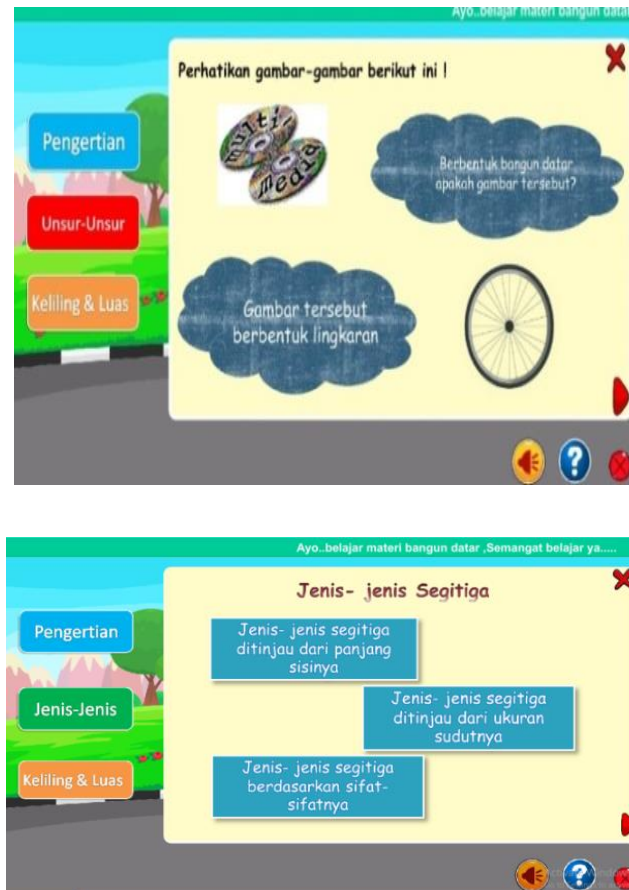 Ayo..belajar materi bangun datar
Perhatikan gambar-gambar berikut ini !
Pengertian
multi
media
Berbentuk bangun datar
apakah gambar tersebut?
Unsur-Unsur
Keliling & Luas
Gambar tersebut
berbentuk lingkaran
?
Ayo..belajar materi bangun datar ,Semangat belajar ya.....
Jenis- jenis Segitiga
Pengertian
Jenis- jenis segitiga
ditinjau dari panjang
sisinya
Jenis-Jenis
Jenis- jenis segitiga
ditinjau dari ukuran
sudutnya
Keliling & Luas
Jenis- jenis segitiga
berdasarkan sifat-
sifatnya
?